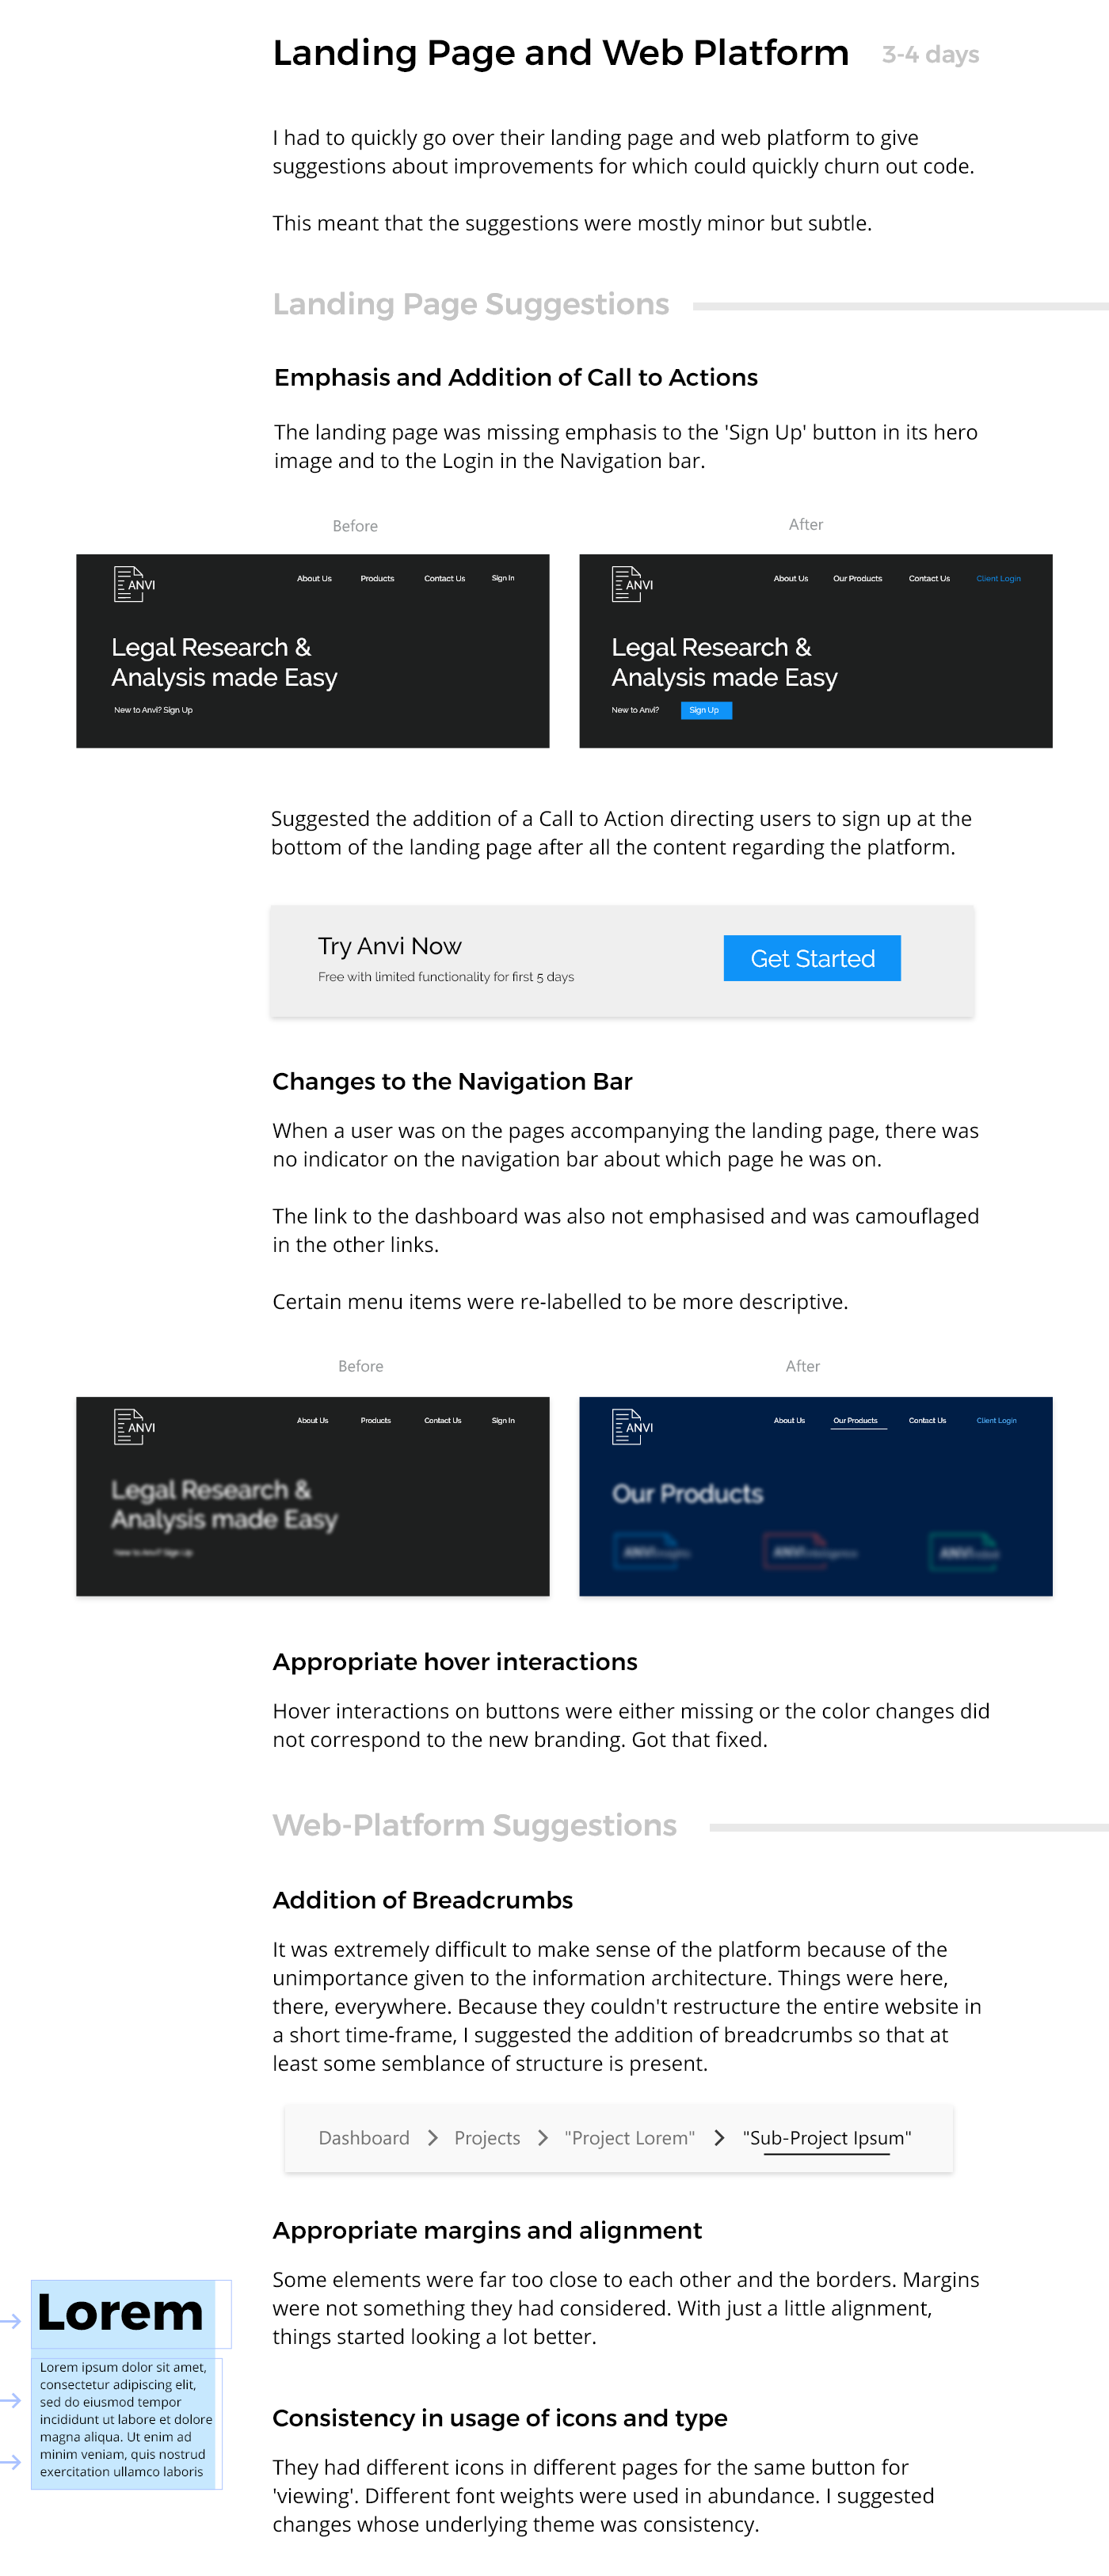 Landing Page and Web Platform 3-4 days
I had to quickly go over their landing page and web platform to give
suggestions about improvements for which could quickly churn out code.
This meant that the suggestions were mostly minor but subtle.
Landing Page Suggestions
Emphasis and Addition of Call to Actions
The landing page was missing emphasis to the 'Sign Up' button in its hero
image and to the Login in the Navigation bar.
Before
ANVI
About Us Products Contact Us Sign In
Legal Research &
Analysis made Easy
New to Anvi? Sign Up
After
ANVI
About Us Our Products Contact Us Client Login
Legal Research &
Analysis made Easy
New to Anvi? Sign Up
Suggested the addition of a Call to Action directing users to sign up at the
bottom of the landing page after all the content regarding the platform.
Try Anvi Now
Free with limited functionality for first 5 days
Get Started
Changes to the Navigation Bar
When a user was on the pages accompanying the landing page, there was
no indicator on the navigation bar about which page he was on.
The link to the dashboard was also not emphasised and was camouflaged
in the other links.
Certain menu items were re-labelled to be more descriptive.
Before
ANVI
About Us Products Contact Us Sign In
Legal Research &
Analysis made Easy
New to Anvi? Sign Up
After
ANVI
About Us Our Products Contact Us Client Login
Our Products
ANVI
ANVI
ANVI
Appropriate hover interactions
Hover interactions on buttons were either missing or the color changes did
not correspond to the new branding. Got that fixed.
Web-Platform Suggestions
Addition of Breadcrumbs
It was extremely difficult to make sense of the platform because of the
unimportance given to the information architecture. Things were here,
there, everywhere. Because they couldn't restructure the entire website in
a short time-frame, I suggested the addition of breadcrumbs so that at
least some semblance of structure is present.
Dashboard > Projects > "Project Lorem" > "Sub-Project Ipsum"
Appropriate margins and alignment
Some elements were far too close to each other and the borders. Margins
were not something they had considered. With just a little alignment,
things started looking a lot better.
Lorem
Lorem ipsum dolor sit amet,
consectetur adipiscing elit,
sed do eiusmod tempor
incididunt ut labore et dolore
magna aliqua. Ut enim ad
minim veniam, quis nostrud
exercitation ullamco laboris
Consistency in usage of icons and type
They had different icons in different pages for the same button for
'viewing'. Different font weights were used in abundance. I suggested
changes whose underlying theme was consistency.